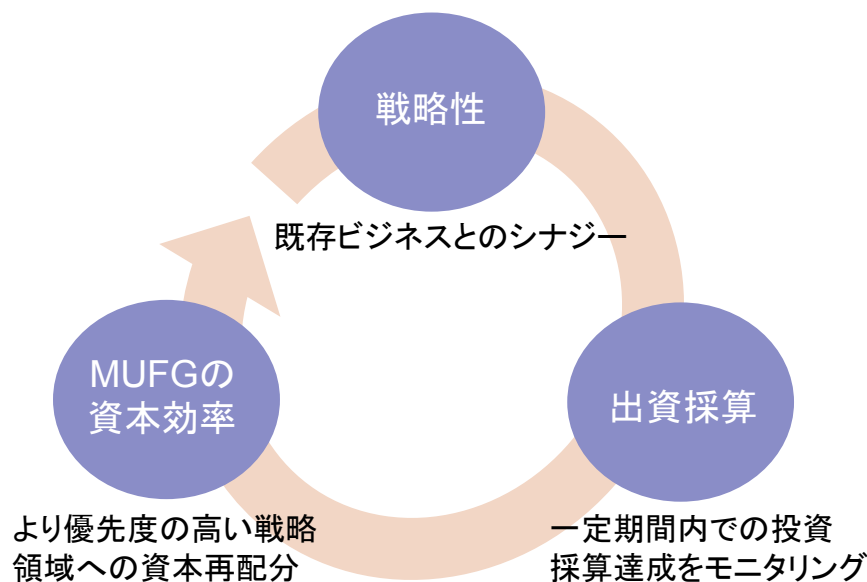 戦略性
既存ビジネスとのシナジー
MUFGの
資本効率
出資採算
より優先度の高い戦略
領域への資本再配分
一定期間内での投資
採算達成をモニタリング